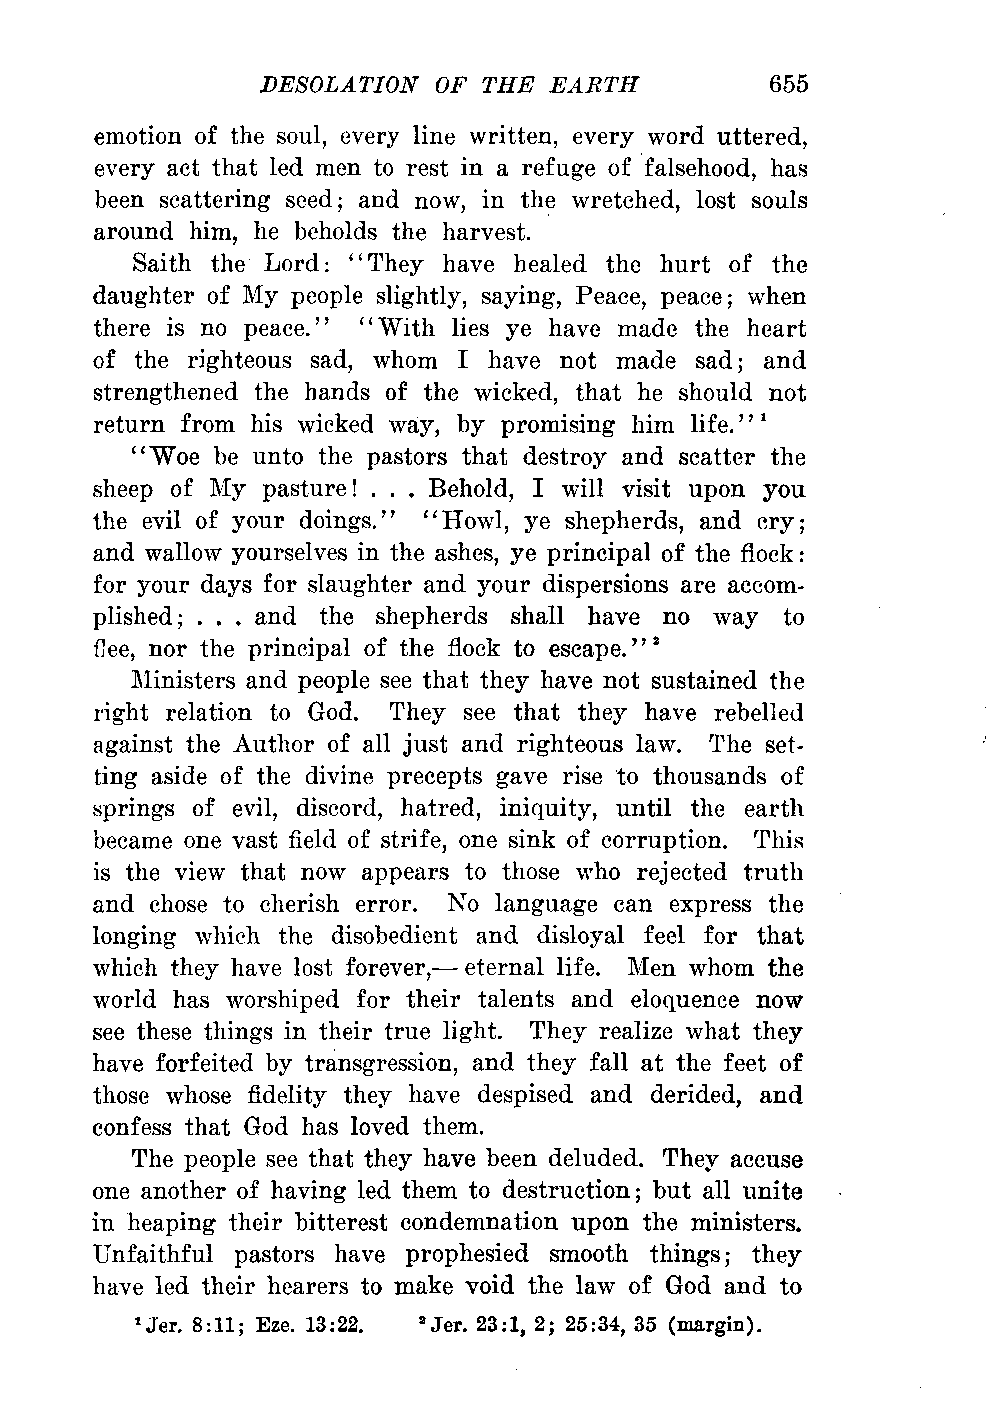 DESOLATION OF THE EARTH 655
emotion of the soul, every line written, every word uttered,
every act that led men to rest in a refuge of falsehood, has
been scattering seed; and now, in the wretched, lost souls
around him, he beholds the harvest.
Saith the Lord: "They have healed the hurt of the
daughter of My people slightly, saying, Peace, peace; when
there is no peace." "With lies ye have made the heart
of the righteous sad, whom I have not made sad; and
strengthened the hands of the wicked, that he should not
return from his wicked way, by promising him life."¹
"Woe be unto the pastors that destroy and scatter the
sheep of My pasture! . . . Behold, I will visit upon you
the evil of your doings." "Howl, ye shepherds, and cry;
and wallow yourselves in the ashes, ye principal of the flock:
for your days for slaughter and your dispersions are accom-
plished; . . . and the shepherds shall have no way to
flee, nor the principal of the flock to escape."²
Ministers and people see that they have not sustained the
right relation to God. They see that they have rebelled
against the Author of all just and righteous law. The set-
ting aside of the divine precepts gave rise to thousands of
springs of evil, discord, hatred, iniquity, until the earth
became one vast field of strife, one sink of corruption. This
is the view that now appears to those who rejected truth
and chose to cherish error. No language can express the
longing which the disobedient and disloyal feel for that
which they have lost forever,— eternal life. Men whom the
world has worshiped for their talents and eloquence now
see these things in their true light. They realize what they
have forfeited by transgression, and they fall at the feet of
those whose fidelity they have despised and derided, and
confess that God has loved them.
The people see that they have been deluded. They accuse
one another of having led them to destruction; but all unite
in heaping their bitterest condemnation upon the ministers.
Unfaithful pastors have prophesied smooth things; they
have led their hearers to make void the law of God and to
¹Jer. 8:11; Eze. 13:22. ²Jer. 23:1, 2; 25:34, 35 (margin).